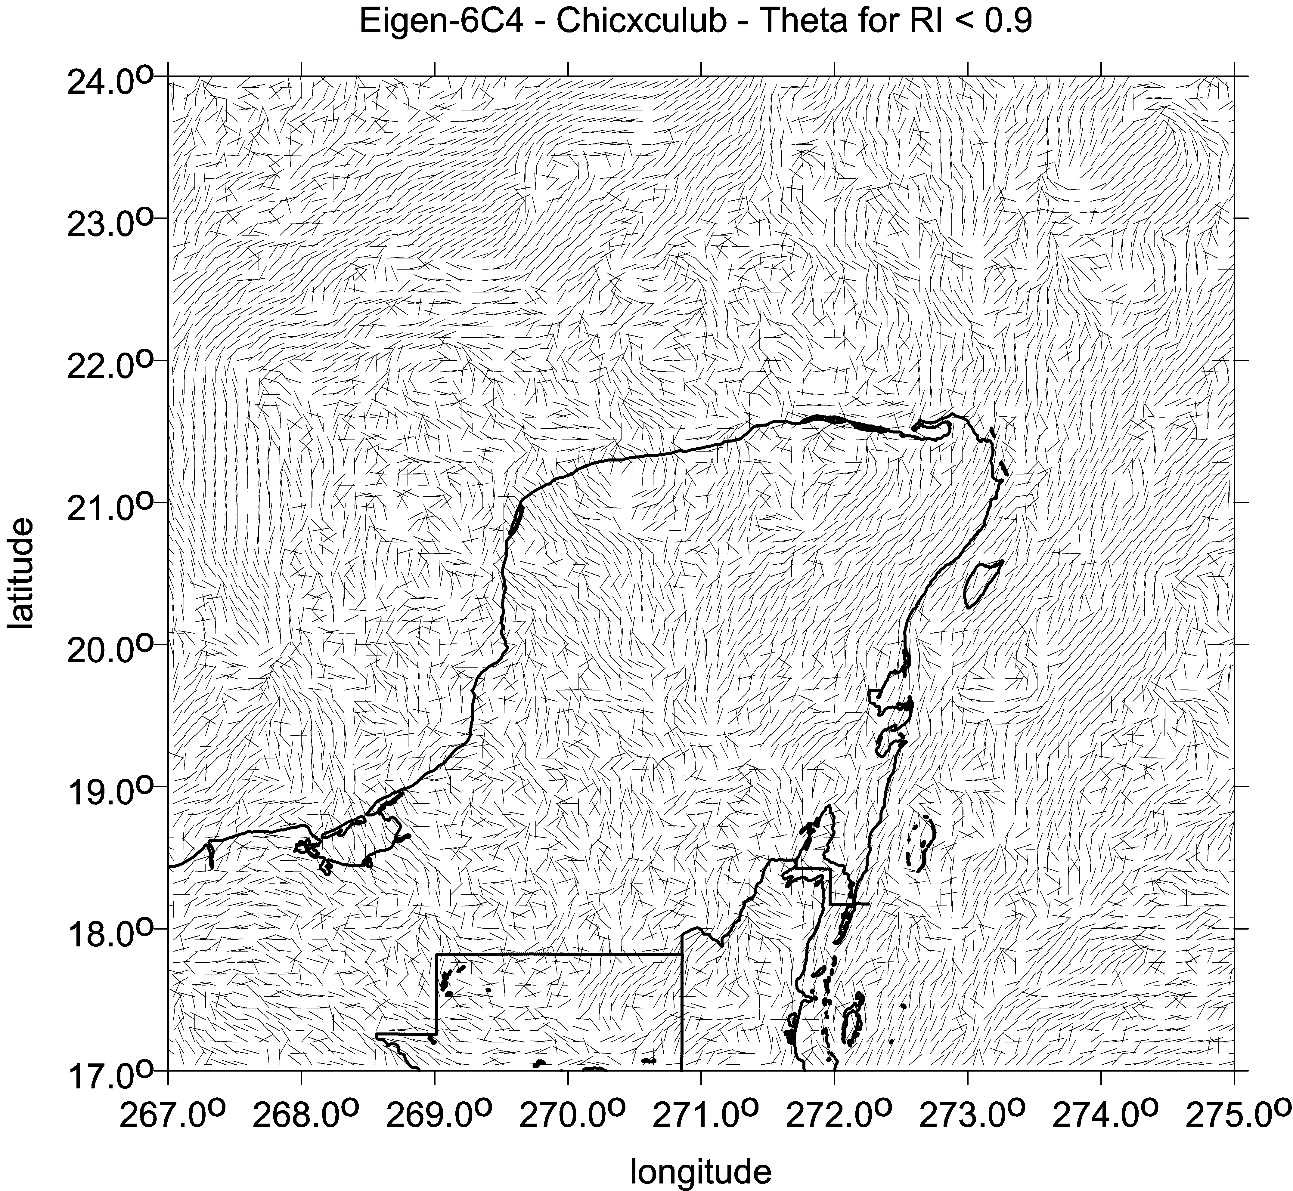 Eigen-6C4 - Chicxculub - Theta for RI < 0.9
24.0o
23.0o
22.0o
21.0o
20.0o
19.0o
18.0o
17.0o
latitude
267.0o 268.0o 269.0o 270.0o 271.0o 272.0o 273.0o 274.0o 275.0o
longitude